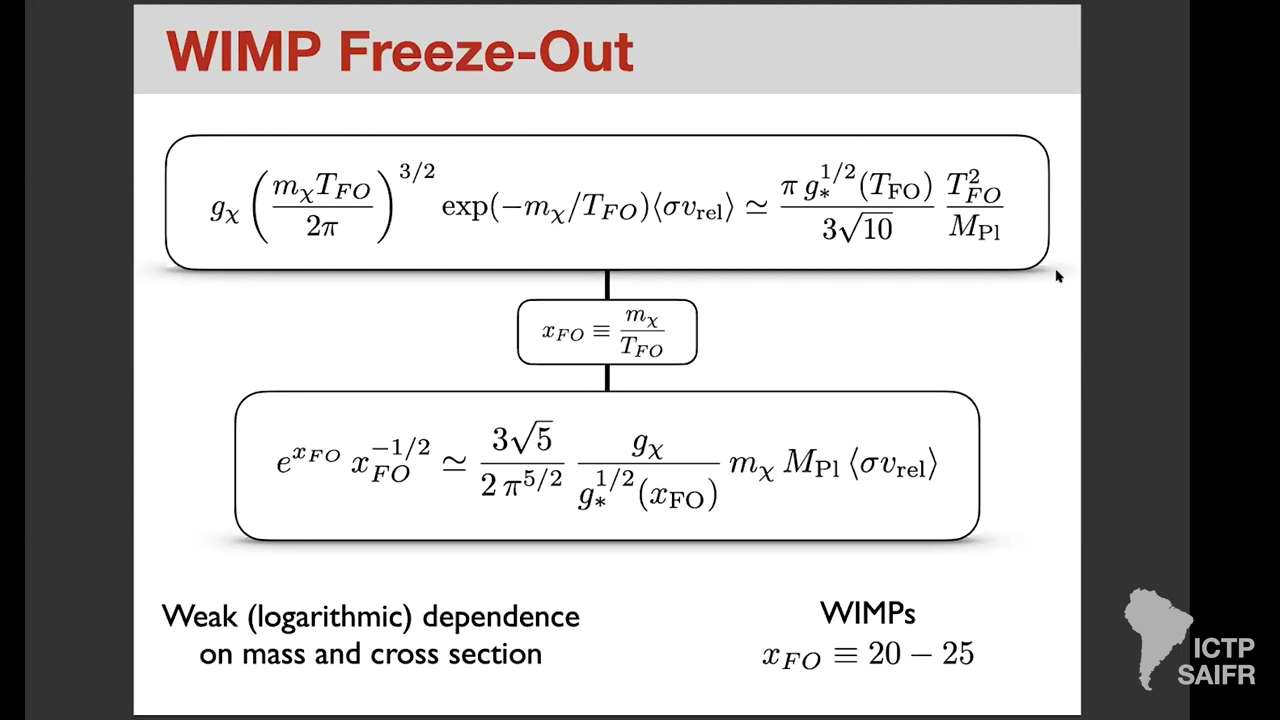 WIMP Freeze-Out
g_χ (m_χ T_FO / 2π)^{3/2} exp(−m_χ/T_FO)⟨σv_rel⟩ ≃ π g_*^{1/2}(T_FO) / 3√10 T_FO^2 / M_Pl
x_FO ≡ m_χ / T_FO
e^{x_FO} x_FO^{−1/2} ≃ 3√5 / 2 π^{5/2} g_χ / g_*^{1/2}(x_FO) m_χ M_Pl ⟨σv_rel⟩
Weak (logarithmic) dependence
on mass and cross section
WIMPs
x_FO ≡ 20 − 25
ICTP
SAIFR